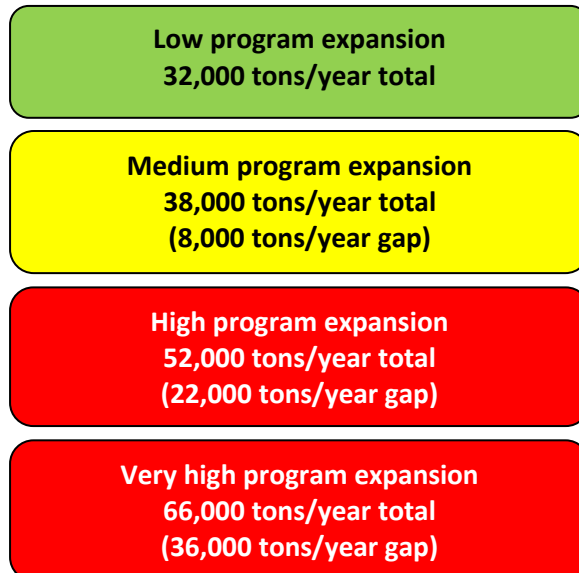 Low program expansion
32,000 tons/year total
Medium program expansion
38,000 tons/year total
(8,000 tons/year gap)
High program expansion
52,000 tons/year total
(22,000 tons/year gap)
Very high program expansion
66,000 tons/year total
(36,000 tons/year gap)